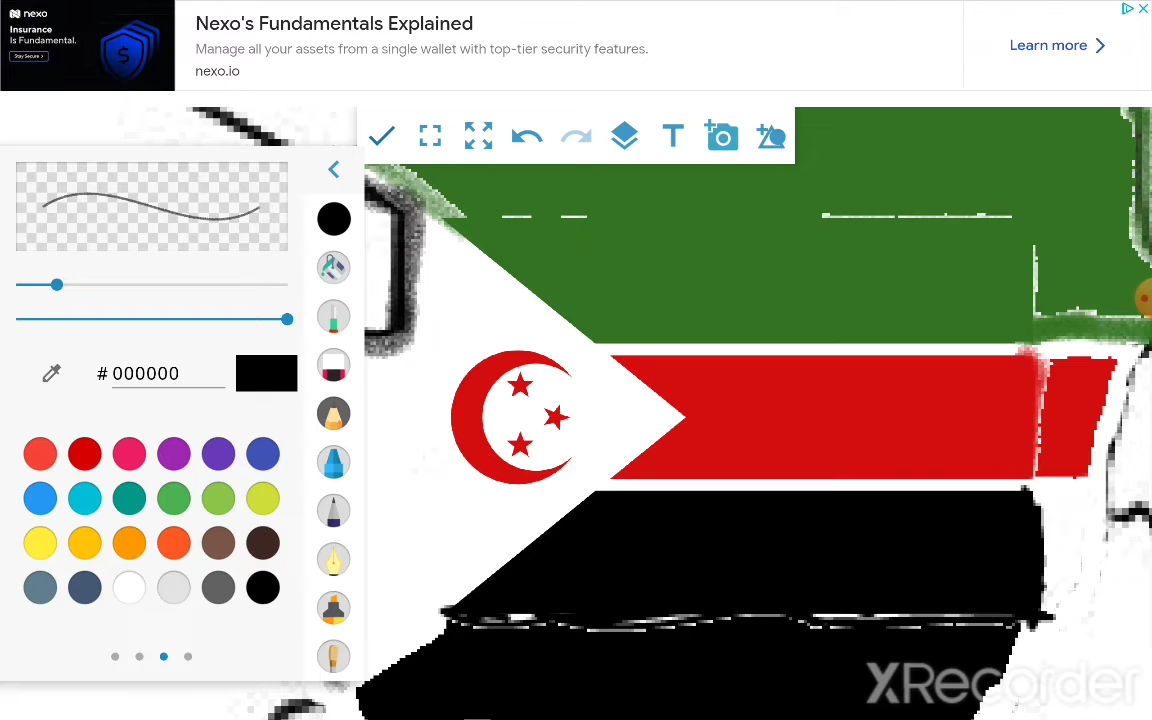 nexo
Insurance
Is Fundamental.
Stay Secure >
Nexo's Fundamentals Explained
Manage all your assets from a single wallet with top-tier security features.
nexo.io
Learn more
T
# 000000
XRecorder